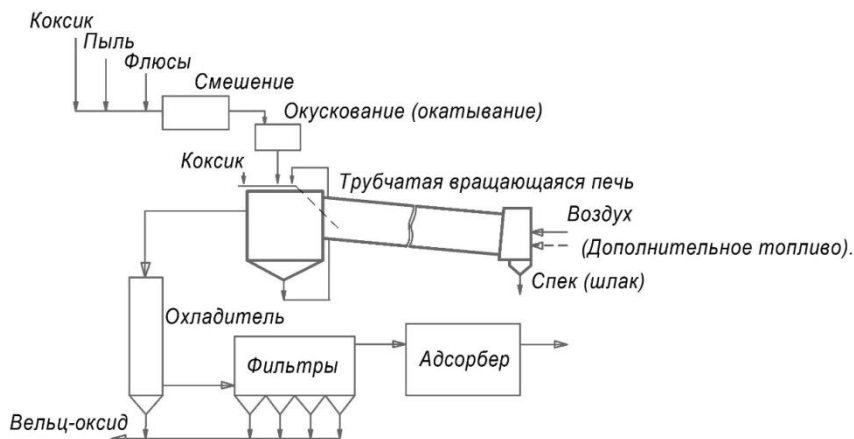 Коксик
Пыль
Флюсы
Смешение
Окускование (окатывание)
Коксик
Трубчатая вращающаяся печь
Воздух
(Дополнительное топливо).
Спек (шлак)
Охладитель
Фильтры
Адсорбер
Вельц-оксид